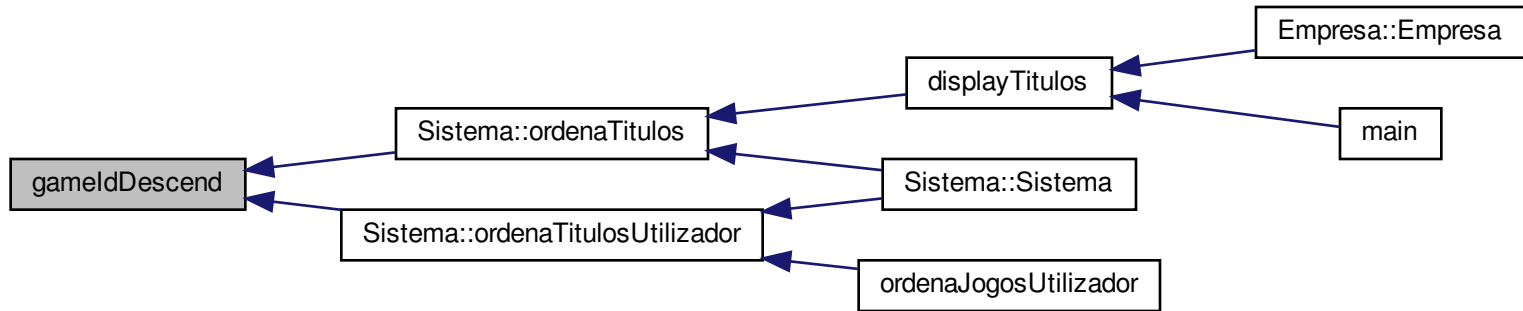 Empresa::Empresa
displayTitulos
Sistema::ordenaTitulos
main
gameIdDescend
Sistema::Sistema
Sistema::ordenaTitulosUtilizador
ordenaJogosUtilizador